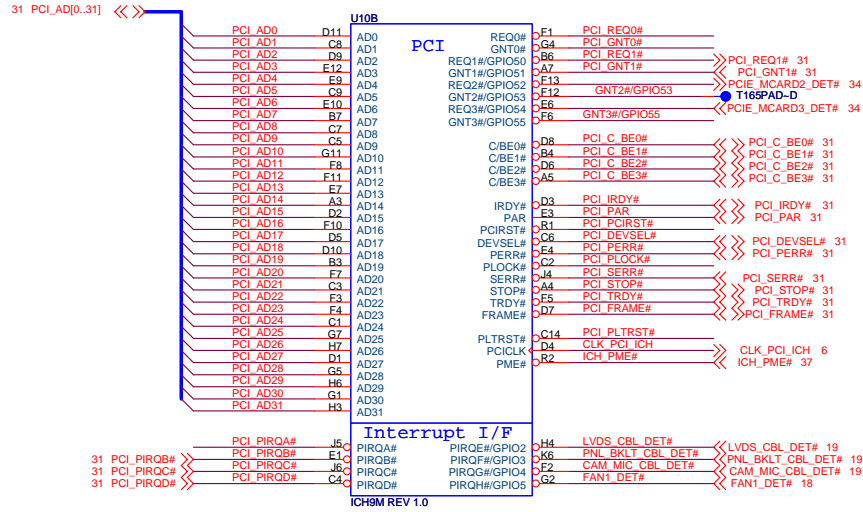 31 PCI_AD[0..31]
U10B
PCI
PCI_AD0 D11 AD0 REQ0# F1 PCI_REQ0#
PCI_AD1 C8 AD1 GNT0# G4 PCI_GNT0#
PCI_AD2 D9 AD2 REQ1#/GPIO50 B6 PCI_REQ1# PCI_REQ1# 31
PCI_AD3 E12 AD3 GNT1#/GPIO51 A7 PCI_GNT1# PCI_GNT1# 31
PCI_AD4 E9 AD4 REQ2#/GPIO52 F13 PCIE_MCARD2_DET# 34
PCI_AD5 C9 AD5 GNT2#/GPIO53 F12 GNT2#/GPIO53 T165PAD~D
PCI_AD6 E10 AD6 REQ3#/GPIO54 E6 PCIE_MCARD3_DET# 34
PCI_AD7 B7 AD7 GNT3#/GPIO55 F6 GNT3#/GPIO55
PCI_AD8 C7 AD8
PCI_AD9 C5 AD9 C/BE0# D8 PCI_C_BE0# PCI_C_BE0# 31
PCI_AD10 G11 AD10 C/BE1# B4 PCI_C_BE1# PCI_C_BE1# 31
PCI_AD11 F8 AD11 C/BE2# D6 PCI_C_BE2# PCI_C_BE2# 31
PCI_AD12 F11 AD12 C/BE3# A5 PCI_C_BE3# PCI_C_BE3# 31
PCI_AD13 E7 AD13
PCI_AD14 A3 AD14 IRDY# D3 PCI_IRDY# PCI_IRDY# 31
PCI_AD15 D2 AD15 PAR E3 PCI_PAR PCI_PAR 31
PCI_AD16 F10 AD16 PCIRST# R1 PCI_PCIRST#
PCI_AD17 D5 AD17 DEVSEL# C6 PCI_DEVSEL# PCI_DEVSEL# 31
PCI_AD18 D10 AD18 PERR# E4 PCI_PERR# PCI_PERR# 31
PCI_AD19 B3 AD19 PLOCK# C2 PCI_PLOCK#
PCI_AD20 F7 AD20 SERR# J4 PCI_SERR# PCI_SERR# 31
PCI_AD21 C3 AD21 STOP# A4 PCI_STOP# PCI_STOP# 31
PCI_AD22 F3 AD22 TRDY# F5 PCI_TRDY# PCI_TRDY# 31
PCI_AD23 F4 AD23 FRAME# D7 PCI_FRAME# PCI_FRAME# 31
PCI_AD24 C1 AD24
PCI_AD25 G7 AD25 PLTRST# C14 PCI_PLTRST#
PCI_AD26 H7 AD26 PCICLK D4 CLK_PCI_ICH CLK_PCI_ICH 6
PCI_AD27 D1 AD27 PME# R2 ICH_PME# ICH_PME# 37
PCI_AD28 G5 AD28
PCI_AD29 H6 AD29
PCI_AD30 G1 AD30
PCI_AD31 H3 AD31
Interrupt I/F
PCI_PIRQA# J5 PIRQA# PIRQE#/GPIO2 H4 LVDS_CBL_DET# LVDS_CBL_DET# 19
31 PCI_PIRQB# PCI_PIRQB# E1 PIRQB# PIRQF#/GPIO3 K6 PNL_BKLT_CBL_DET# PNL_BKLT_CBL_DET# 19
31 PCI_PIRQC# PCI_PIRQC# J6 PIRQC# PIRQG#/GPIO4 F2 CAM_MIC_CBL_DET# CAM_MIC_CBL_DET# 19
31 PCI_PIRQD# PCI_PIRQD# C4 PIRQD# PIRQH#/GPIO5 G2 FAN1_DET# FAN1_DET# 18
ICH9M REV 1.0